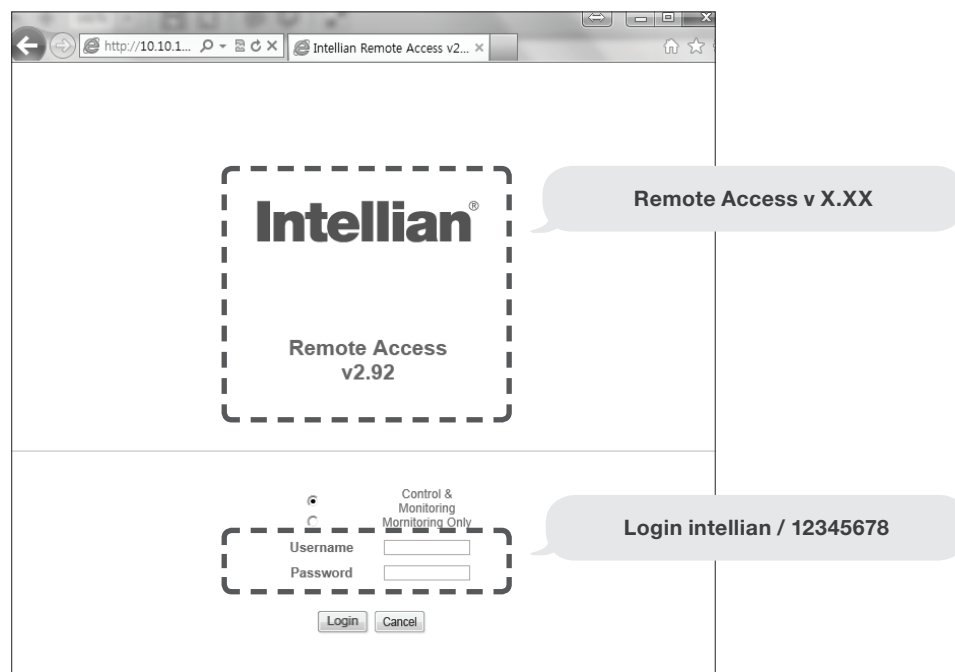 http://10.10.1...
Intellian Remote Access v2...
Intellian®
Remote Access v X.XX
Remote Access
v2.92
Control &
Monitoring
Mornitoring Only
Login intellian / 12345678
Username
Password
Login
Cancel